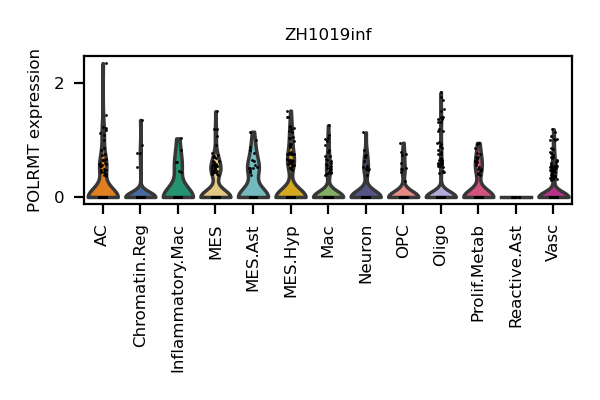 ZH1019inf
POLRMT expression
2
0
AC
Chromatin.Reg
Inflammatory.Mac
MES
MES.Ast
MES.Hyp
Mac
Neuron
OPC
Oligo
Prolif.Metab
Reactive.Ast
Vasc